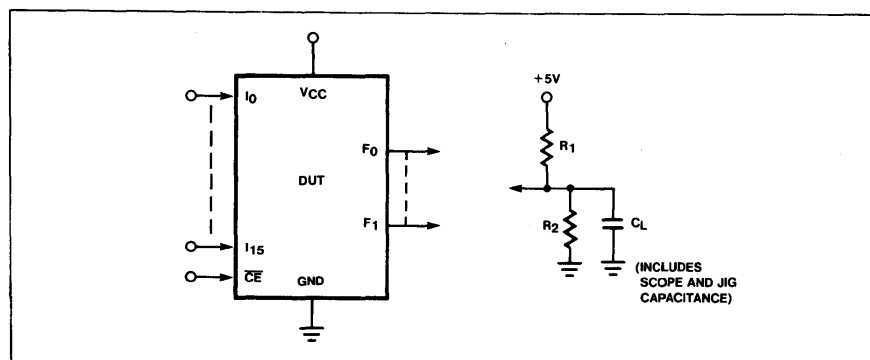 VCC
I0
F0
DUT
F1
I15
CE
GND
+5V
R1
R2
CL
(INCLUDES
SCOPE AND JIG
CAPACITANCE)